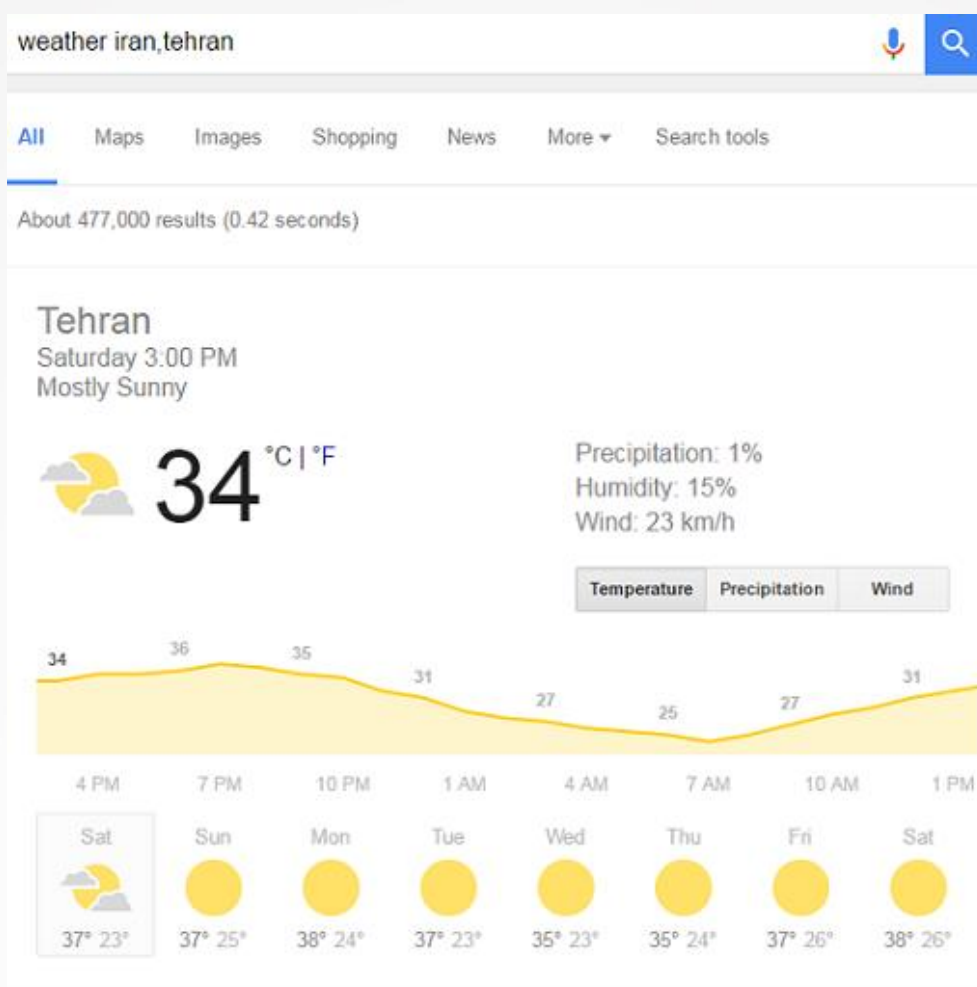 weather iran,tehran
All Maps Images Shopping News More Search tools
About 477,000 results (0.42 seconds)
Tehran
Saturday 3:00 PM
Mostly Sunny
34 °C | °F
Precipitation: 1%
Humidity: 15%
Wind: 23 km/h
Temperature Precipitation Wind
34 36 35 31 27 25 27 31
4 PM 7 PM 10 PM 1 AM 4 AM 7 AM 10 AM 1 PM
Sat Sun Mon Tue Wed Thu Fri Sat
37° 23° 37° 25° 38° 24° 37° 23° 35° 23° 35° 24° 37° 26° 38° 26°